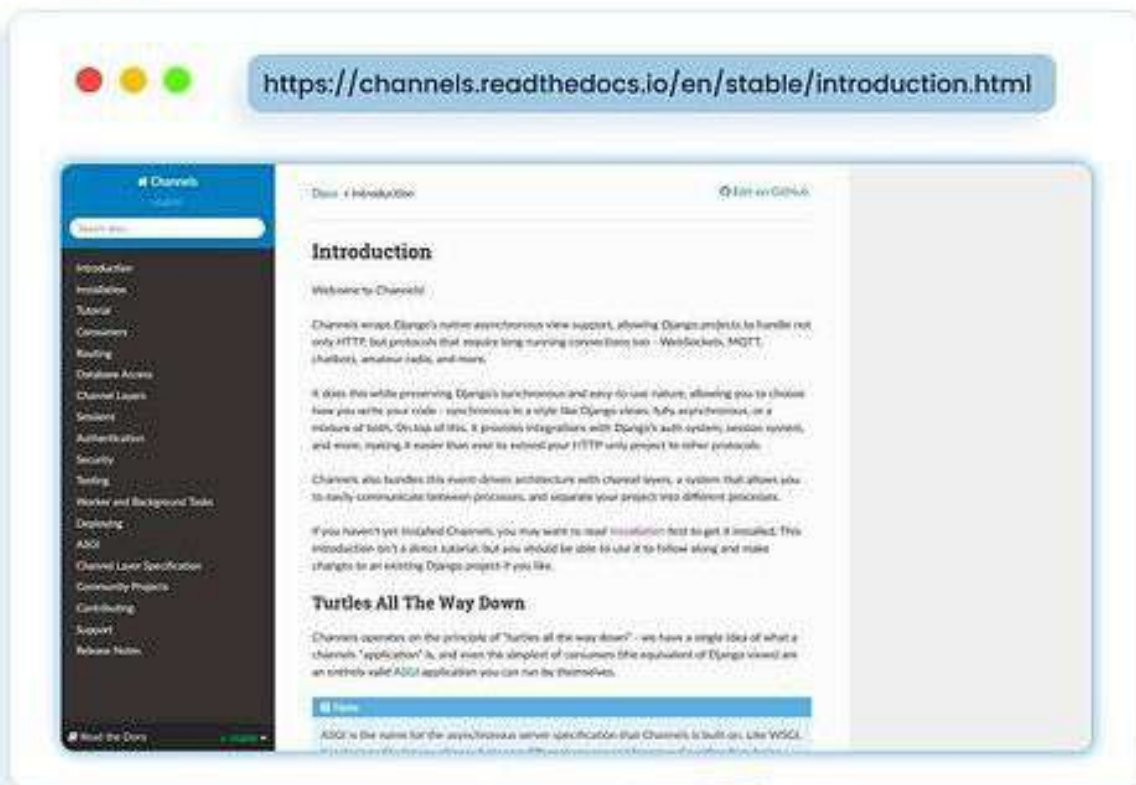 https://channels.readthedocs.io/en/stable/introduction.html
Channels
Search docs
Introduction
Installation
Tutorial
Consumers
Routing
Database Access
Channel Layers
Sessions
Authentication
Security
Testing
Worker and Background Tasks
Deploying
ASGI
Channel Layer Specification
Community Projects
Contributing
Support
Release Notes
Read the Docs
Docs » Introduction
Edit on GitHub
Introduction
Welcome to Channels!
Channels wraps Django's native asynchronous view support, allowing Django projects to handle not
only HTTP, but protocols that require long-running connections too - WebSockets, MQTT,
chatbots, amateur radio, and more.
It does this while preserving Django's synchronous and easy-to-use nature, allowing you to choose
how you write your code - synchronous in a style like Django views, fully asynchronous, or a
mixture of both. On top of this, it provides integrations with Django's auth system, session system,
and more, making it easier than ever to extend your HTTP-only project to other protocols.
Channels also bundles this event-driven architecture with channel layers, a system that allows you
to easily communicate between processes, and separate your project into different processes.
If you haven't yet installed Channels, you may want to read Installation first to get it installed. This
introduction isn't a direct tutorial, but you should be able to use it to follow along and make
changes to an existing Django project if you like.
Turtles All The Way Down
Channels operates on the principle of "turtles all the way down" - we have a single idea of what a
channels "application" is, and even the simplest of consumers (the equivalent of Django views) are
an entirely valid ASGI application you can run by themselves.
Note
ASGI is the name for the asynchronous server specification that Channels is built on. Like WSGI,